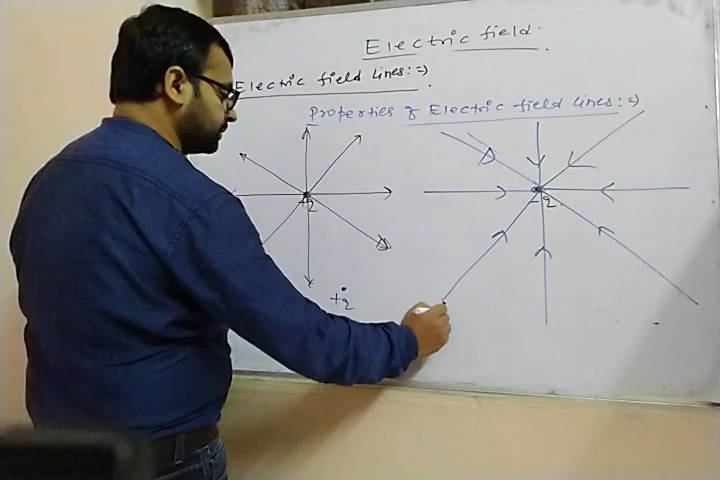 Electric field.
Electric field lines:⇒
Properties of Electric field lines:⇒
+q
-q
+q